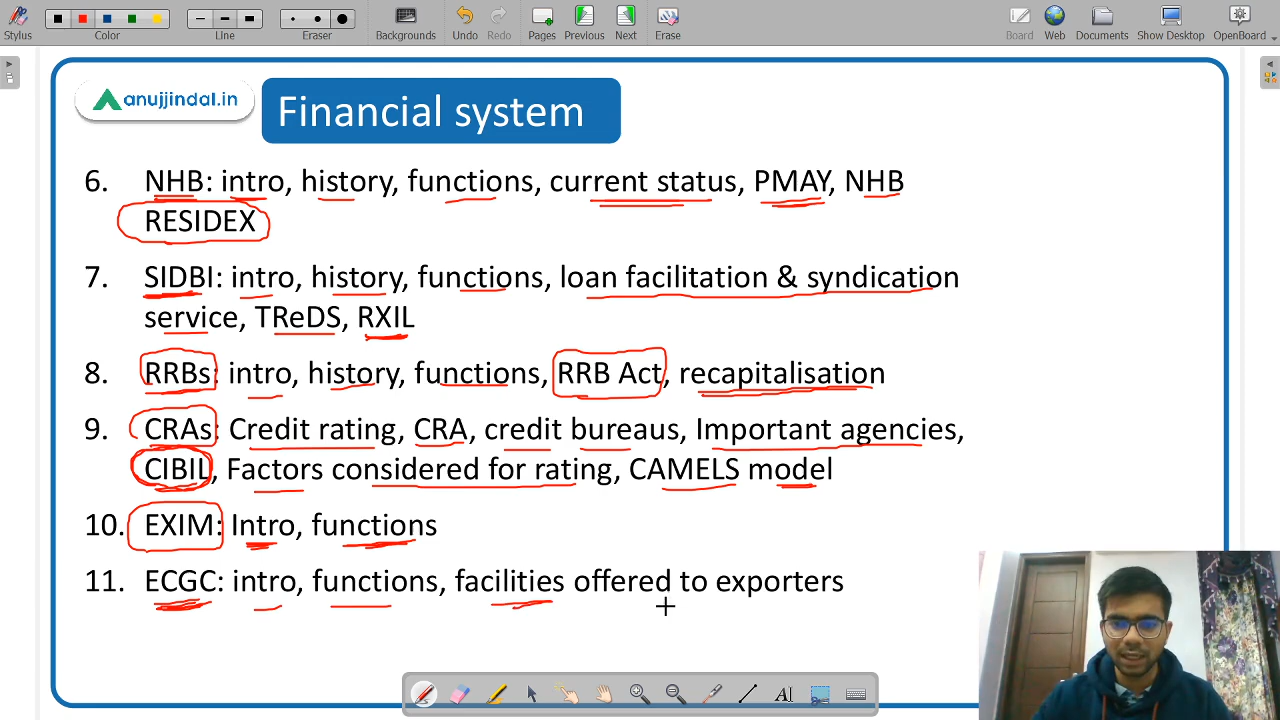 Stylus
Color
Line
Eraser
Backgrounds
Undo
Redo
Pages
Previous
Next
Erase
Board
Web
Documents
Show Desktop
OpenBoard
anujjindal.in
Financial system
6. NHB: intro, history, functions, current status, PMAY, NHB
RESIDEX
7. SIDBI: intro, history, functions, loan facilitation & syndication
service, TReDS, RXIL
8. RRBs: intro, history, functions, RRB Act, recapitalisation
9. CRAs: Credit rating, CRA, credit bureaus, Important agencies,
CIBIL, Factors considered for rating, CAMELS model
10. EXIM: Intro, functions
11. ECGC: intro, functions, facilities offered to exporters
AI